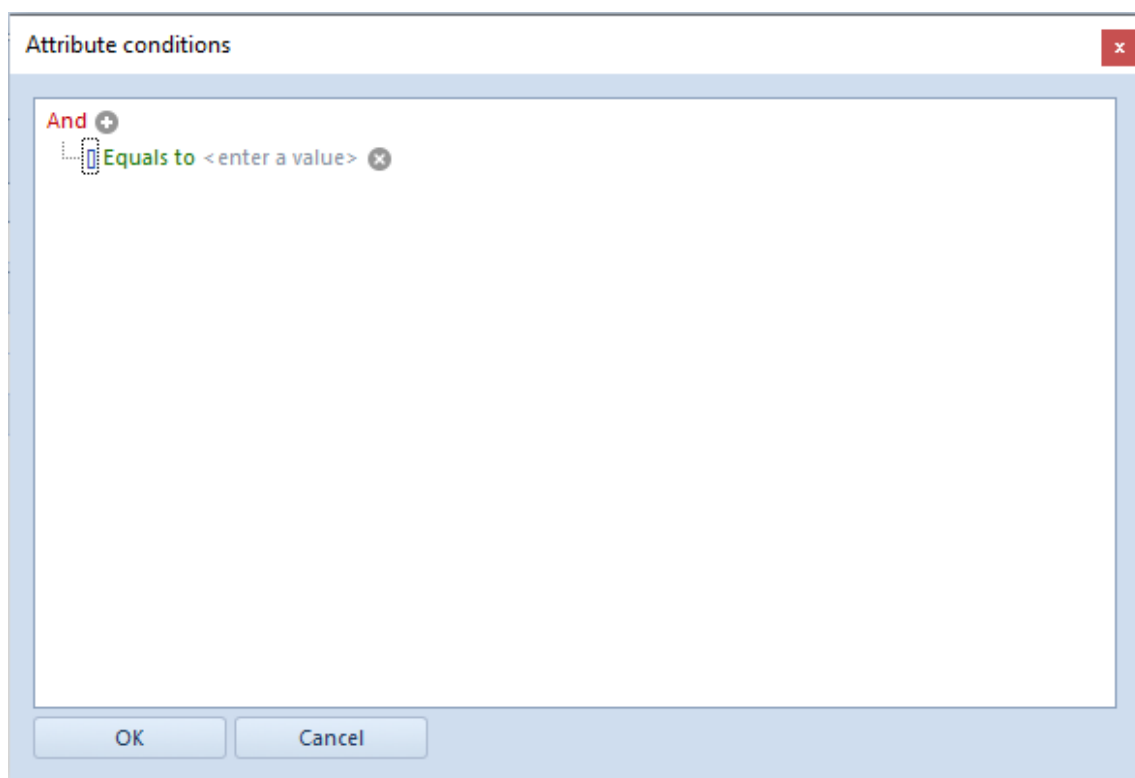 Attribute conditions
x
And
[] Equals to <enter a value>
OK
Cancel